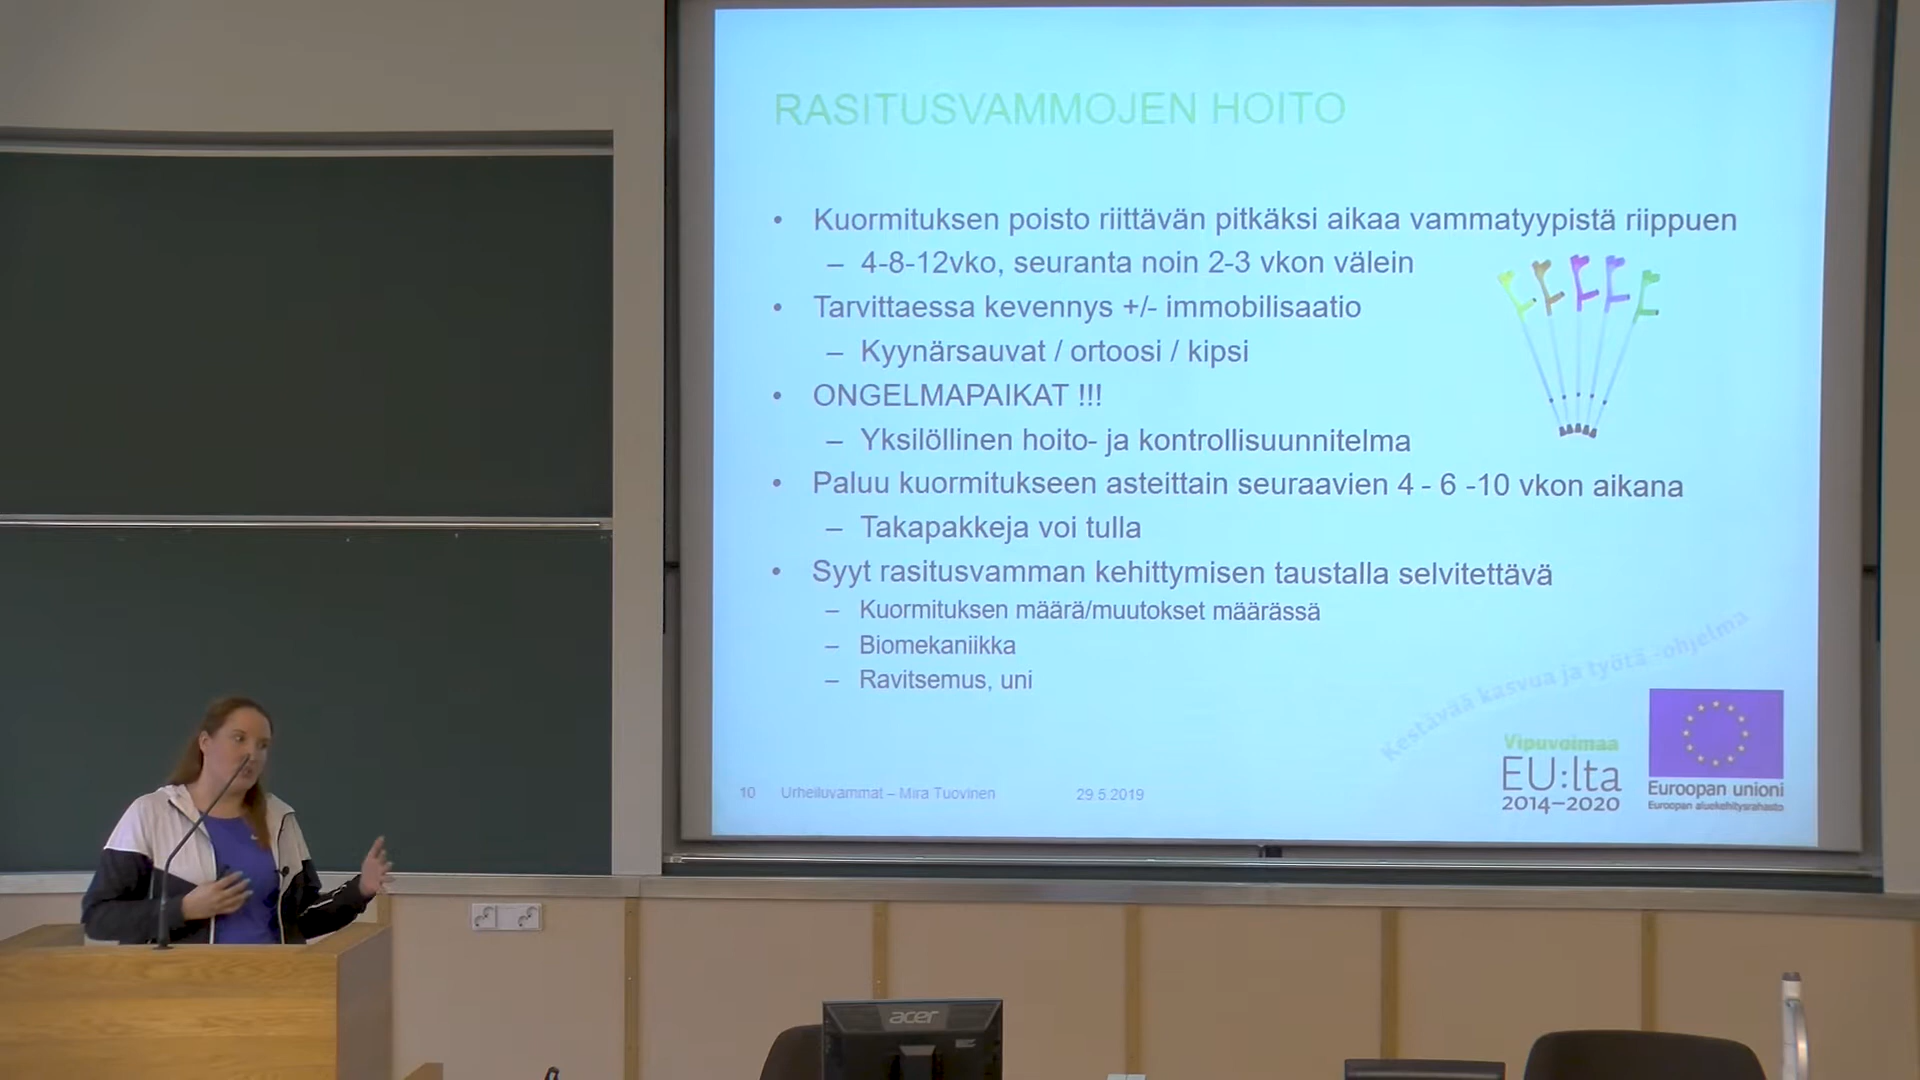 RASITUSVAMMOJEN HOITO
• Kuormituksen poisto riittävän pitkäksi aikaa vammatyypistä riippuen
– 4-8-12vko, seuranta noin 2-3 vkon välein
• Tarvittaessa kevennys +/- immobilisaatio
– Kyynärsauvat / ortoosi / kipsi
• ONGELMAPAIKAT !!!
– Yksilöllinen hoito- ja kontrollisuunnitelma
• Paluu kuormitukseen asteittain seuraavien 4 - 6 -10 vkon aikana
– Takapakkeja voi tulla
• Syyt rasitusvamman kehittymisen taustalla selvitettävä
– Kuormituksen määrä/muutokset määrässä
– Biomekaniikka
– Ravitsemus, uni
Kestävää kasvua ja työtä -ohjelma
Vipuvoimaa
EU:lta
2014–2020
Euroopan unioni
Euroopan aluekehitysrahasto
10 Urheiluvammat – Mira Tuovinen 29.5.2019
acer